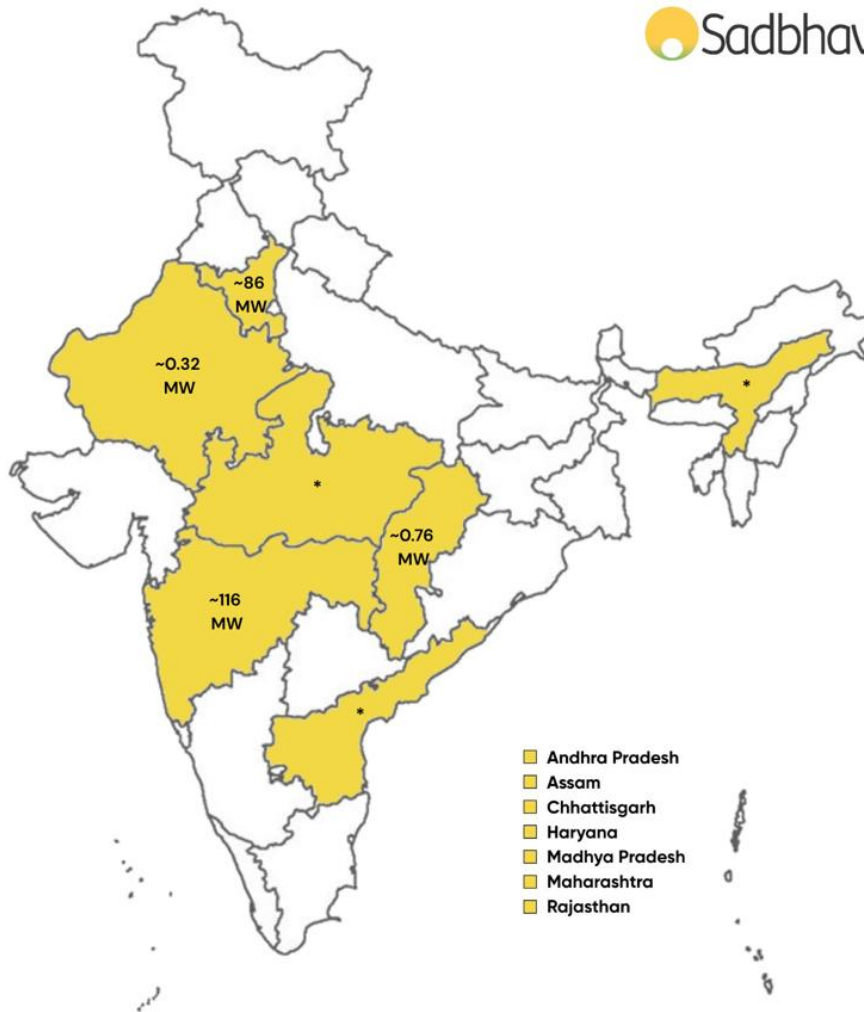 Sadbhav
~86
MW
~0.32
MW
*
*
~0.76
MW
~116
MW
*
Andhra Pradesh
Assam
Chhattisgarh
Haryana
Madhya Pradesh
Maharashtra
Rajasthan